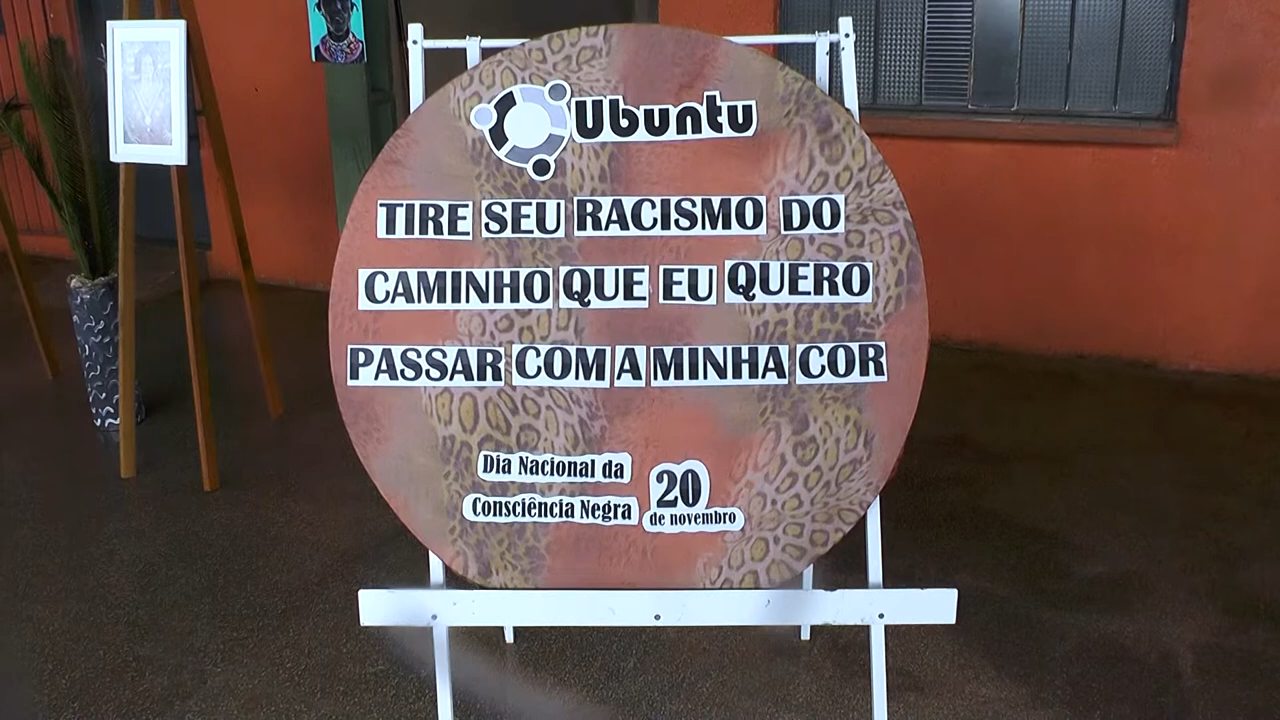 Ubuntu
TIRE SEU RACISMO DO
CAMINHO QUE EU QUERO
PASSAR COM A MINHA COR
Dia Nacional da
Consciência Negra
20
de novembro